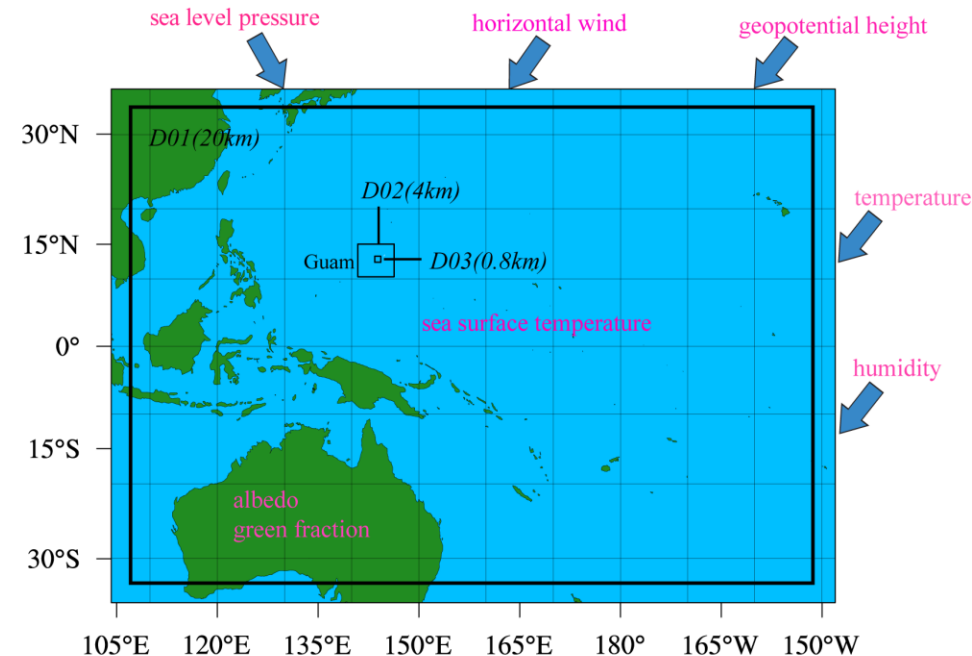 sea level pressure
horizontal wind
geopotential height
30°N
D01(20km)
D02(4km)
temperature
15°N
Guam
D03(0.8km)
sea surface temperature
0°
humidity
15°S
albedo
green fraction
30°S
105°E 120°E 135°E 150°E 165°E 180° 165°W 150°W